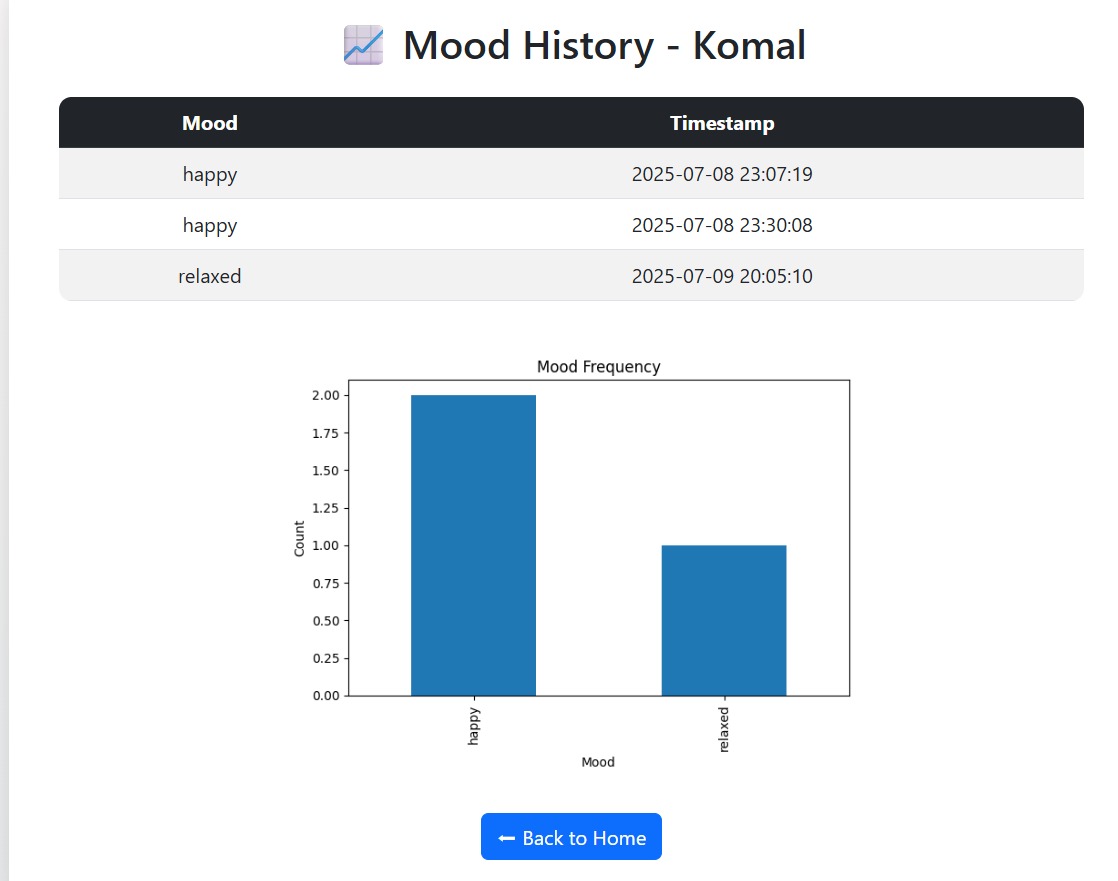 Mood History - Komal
Mood Timestamp
happy 2025-07-08 23:07:19
happy 2025-07-08 23:30:08
relaxed 2025-07-09 20:05:10
Mood Frequency
2.00
1.75
1.50
1.25
1.00
0.75
0.50
0.25
0.00
Count
happy relaxed
Mood
← Back to Home